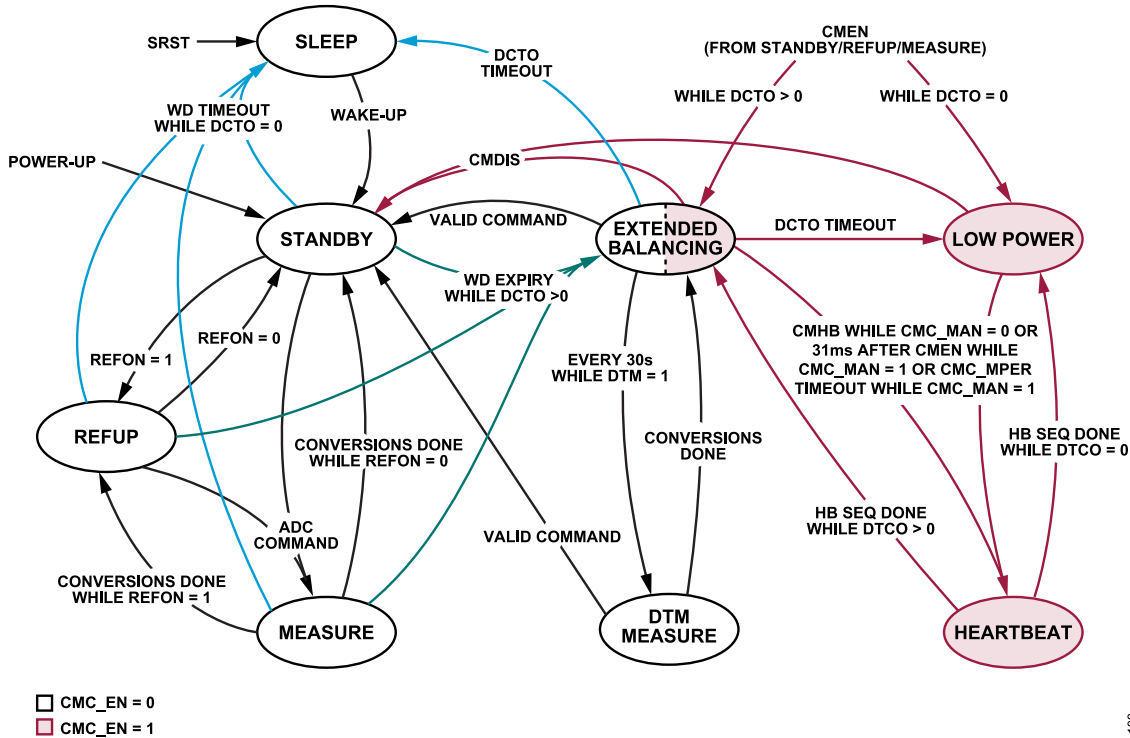 SRST
SLEEP
DCTO
TIMEOUT
CMEN
(FROM STANDBY/REFUP/MEASURE)
WD TIMEOUT
WHILE DCTO = 0
WAKE-UP
WHILE DCTO > 0
WHILE DCTO = 0
POWER-UP
CMDIS
VALID COMMAND
STANDBY
EXTENDED
BALANCING
DCTO TIMEOUT
LOW POWER
WD EXPIRY
WHILE DCTO >0
REFON = 1
REFON = 0
EVERY 30s
WHILE DTM = 1
CMHB WHILE CMC_MAN = 0 OR
31ms AFTER CMEN WHILE
CMC_MAN = 1 OR CMC_MPER
TIMEOUT WHILE CMC_MAN = 1
REFUP
CONVERSIONS DONE
WHILE REFON = 0
CONVERSIONS
DONE
HB SEQ DONE
WHILE DTCO = 0
ADC
COMMAND
VALID COMMAND
HB SEQ DONE
WHILE DTCO > 0
CONVERSIONS DONE
WHILE REFON = 1
MEASURE
DTM
MEASURE
HEARTBEAT
CMC_EN = 0
CMC_EN = 1